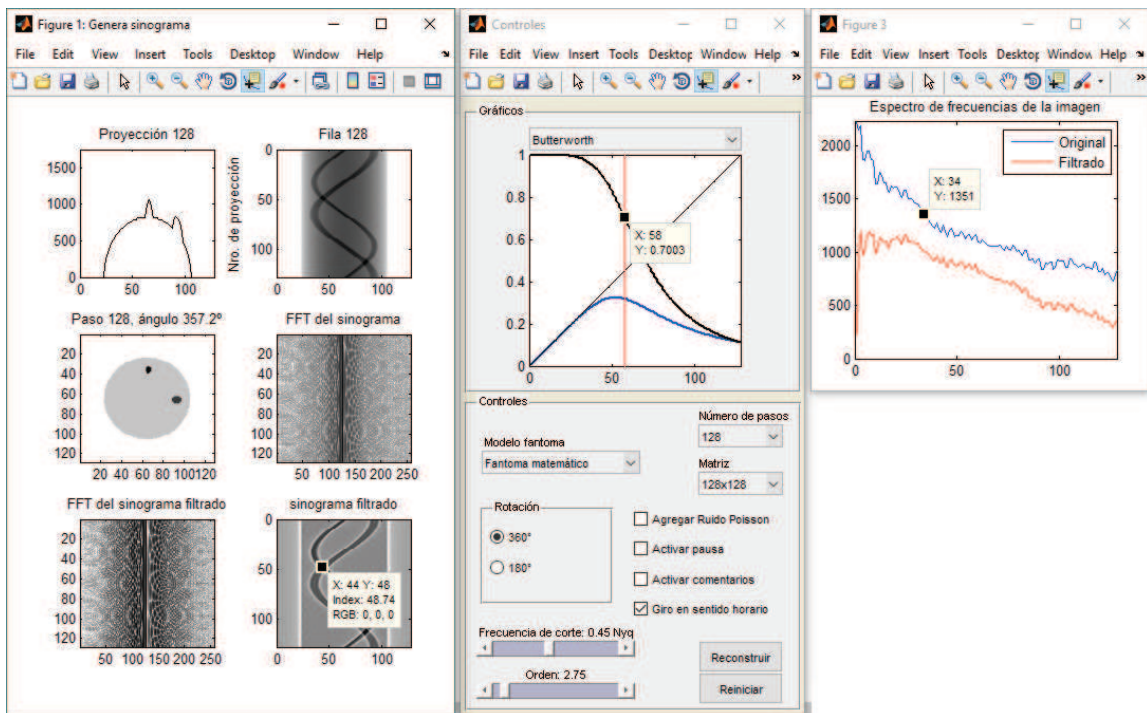 Figure 1: Genera sinograma
File Edit View Insert Tools Desktop Window Help
Proyección 128
1500
1000
500
0
0 50 100
Fila 128
Nro. de proyección
0
50
100
0 50 100
Paso 128, ángulo 357.2º
20
40
60
80
100
120
20 40 60 80 100 120
FFT del sinograma
20
40
60
80
100
120
50 100 150 200 250
FFT del sinograma filtrado
20
40
60
80
100
120
50 100 150 200 250
sinograma filtrado
0
50
100
0 50 100
X: 44 Y: 48
Index: 48.74
RGB: 0, 0, 0
Controles
File Edit View Insert Tools Desktop Window Help
Gráficos
Butterworth
1
0.8
0.6
0.4
0.2
0
0 50 100
X: 58
Y: 0.7003
Controles
Número de pasos
128
Modelo fantoma
Fantoma matemático
Matriz
128x128
Rotación
360°
180°
Agregar Ruido Poisson
Activar pausa
Activar comentarios
Giro en sentido horario
Frecuencia de corte: 0.45 Nyq
Orden: 2.75
Reconstruir
Reiniciar
Figure 3
File Edit View Insert Tools Desktop Window Help
Espectro de frecuencias de la imagen
2000
1500
1000
500
0
0 50 100
Original
Filtrado
X: 34
Y: 1351